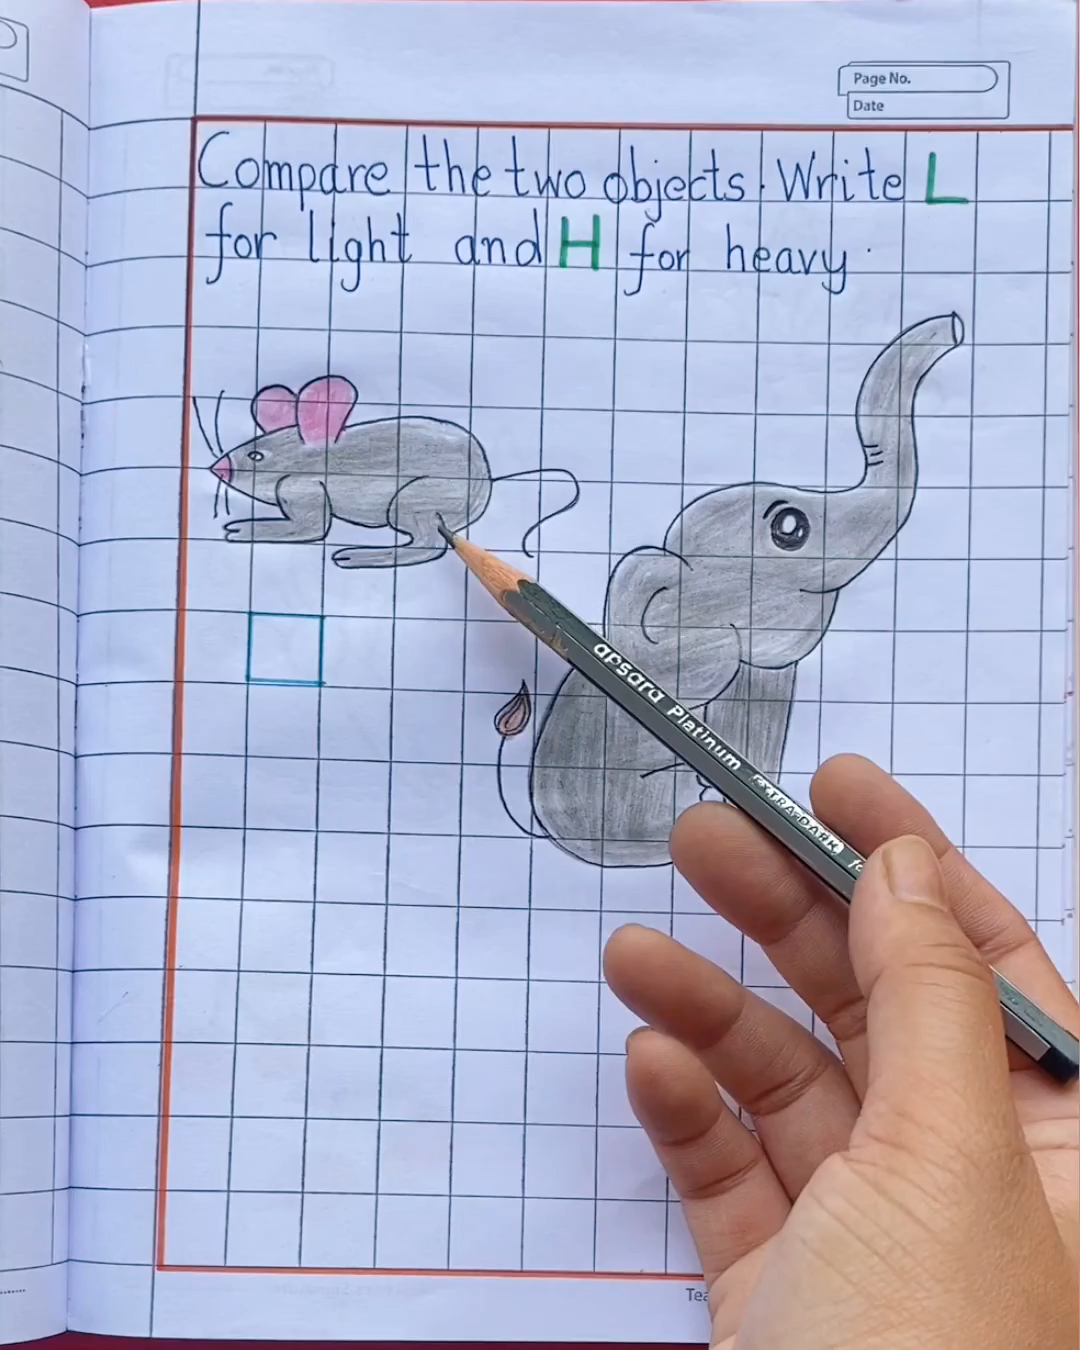 Page No.
Date
Compare the two objects. Write L
for light and H for heavy.
apsara Platinum EXTRA DARK